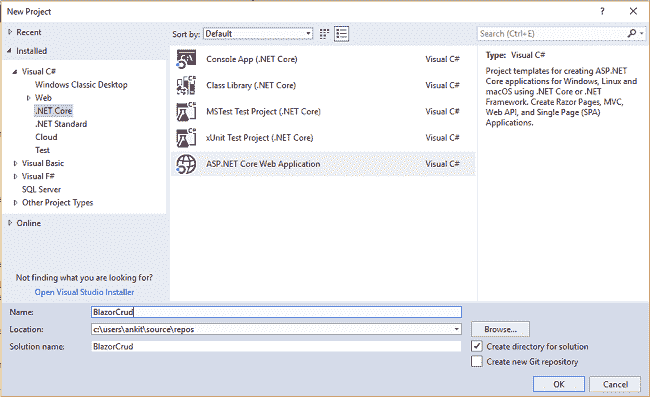 New Project
? ×
Recent
Installed
Visual C#
Windows Classic Desktop
Web
.NET Core
.NET Standard
Cloud
Test
Visual Basic
Visual F#
SQL Server
Other Project Types
Online
Not finding what you are looking for?
Open Visual Studio Installer
Sort by: Default
Console App (.NET Core) Visual C#
Class Library (.NET Core) Visual C#
MSTest Test Project (.NET Core) Visual C#
xUnit Test Project (.NET Core) Visual C#
ASP.NET Core Web Application Visual C#
Search (Ctrl+E)
Type: Visual C#
Project templates for creating ASP.NET
Core applications for Windows, Linux and
macOS using .NET Core or .NET
Framework. Create Razor Pages, MVC,
Web API, and Single Page (SPA)
Applications.
Name: BlazorCrud
Location: c:\users\ankit\source\repos
Browse...
Solution name: BlazorCrud
Create directory for solution
Create new Git repository
OK Cancel